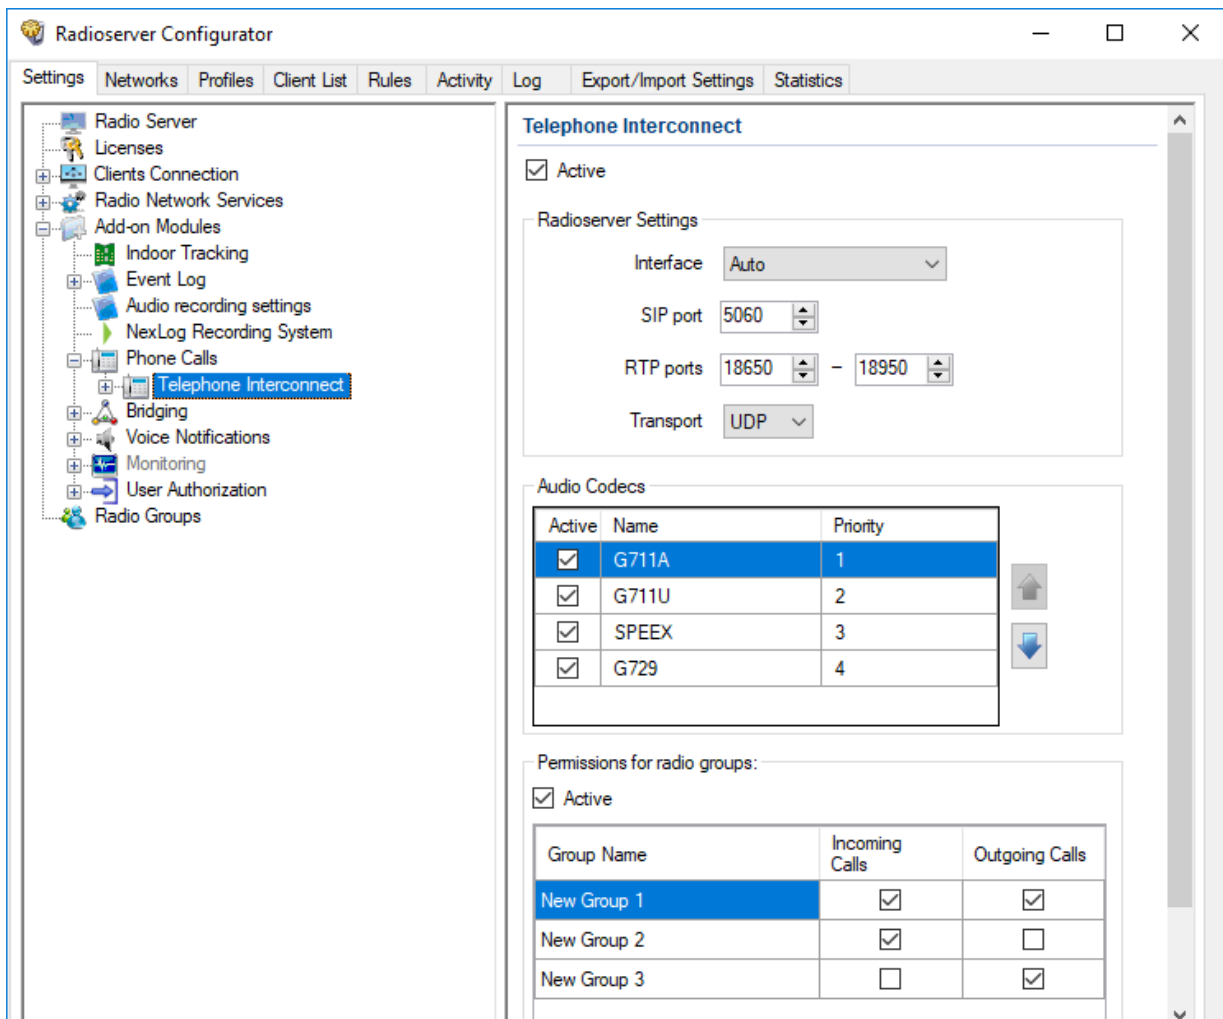 Radioserver Configurator
Settings Networks Profiles Client List Rules Activity Log Export/Import Settings Statistics
Radio Server
Licenses
Clients Connection
Radio Network Services
Add-on Modules
Indoor Tracking
Event Log
Audio recording settings
NexLog Recording System
Phone Calls
Telephone Interconnect
Bridging
Voice Notifications
Monitoring
User Authorization
Radio Groups
Telephone Interconnect
Active
Radioserver Settings
Interface Auto
SIP port 5060
RTP ports 18650 – 18950
Transport UDP
Audio Codecs
Active Name Priority
G711A 1
G711U 2
SPEEX 3
G729 4
Permissions for radio groups:
Active
Group Name Incoming Calls Outgoing Calls
New Group 1
New Group 2
New Group 3